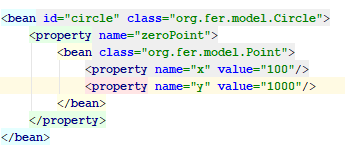 <bean id="circle" class="org.fer.model.Circle">
<property name="zeroPoint">
<bean class="org.fer.model.Point">
<property name="x" value="100"/>
<property name="y" value="1000"/>
</bean>
</property>
</bean>